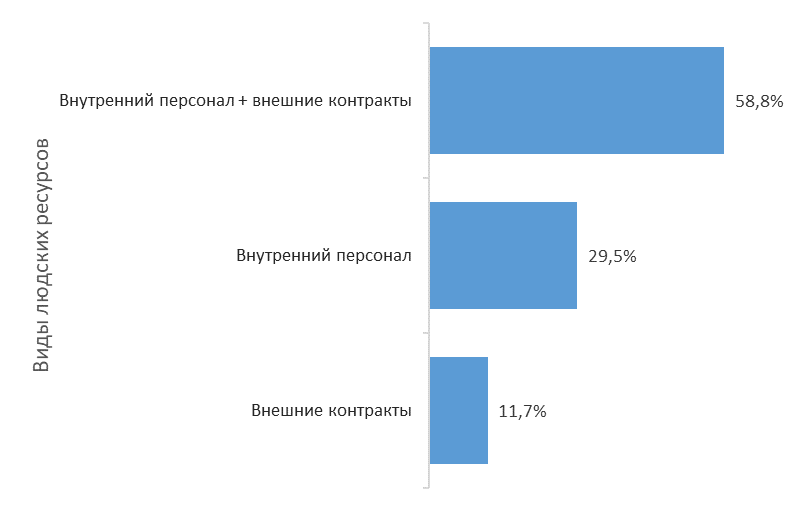 Виды людских ресурсов
Внутренний персонал + внешние контракты
58,8%
Внутренний персонал
29,5%
Внешние контракты
11,7%